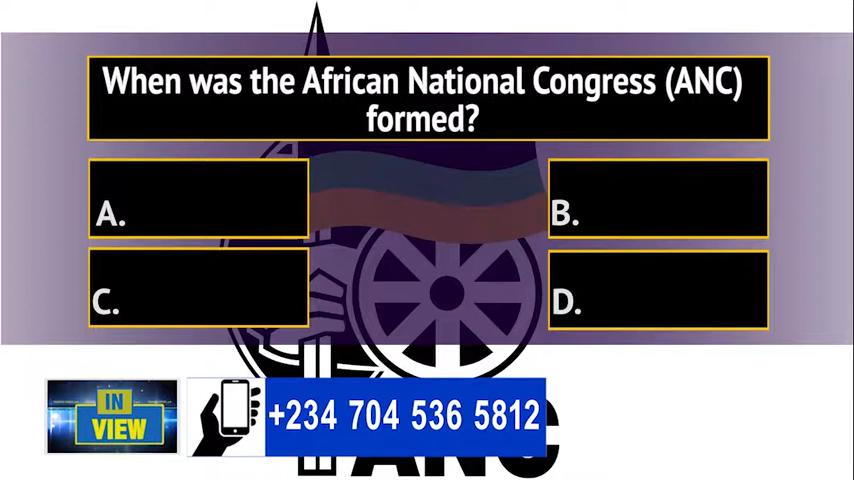 When was the African National Congress (ANC)
formed?
A.
B.
C.
D.
IN
VIEW
+234 704 536 5812
ANC